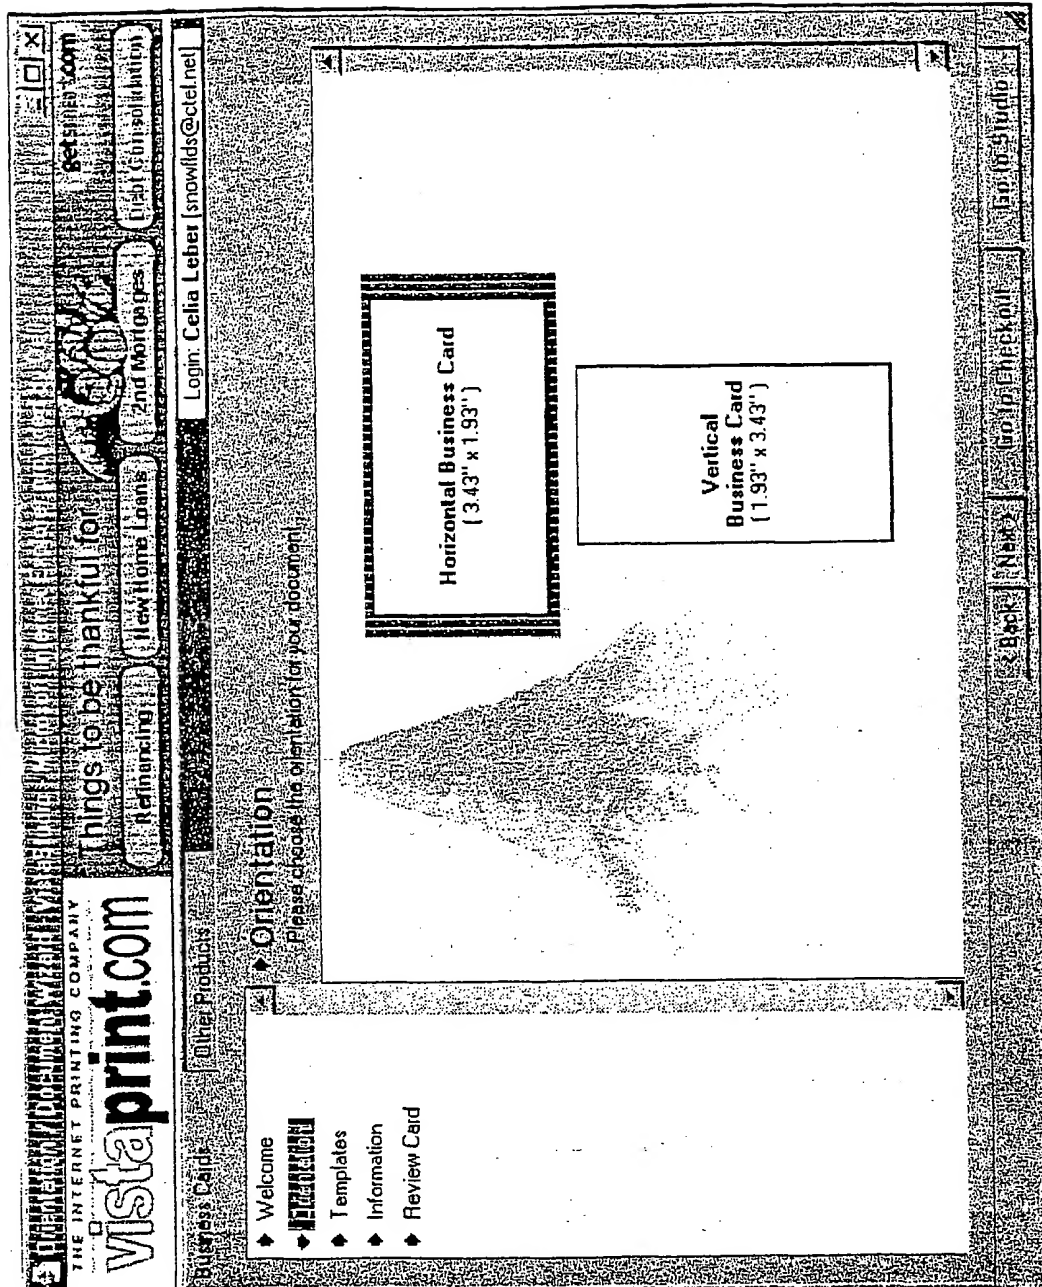 THE INTERNET PRINTING COMPANY
vistaprint.com
Things to be thankful for
Refinancing
New Home Loans
2nd Mortgages
Debt Consolidation
Business Cards
Other Products
Login: Celia Leber [snowflds@ctel.net]
Welcome
Orientation
Templates
Information
Review Card
Orientation
Please choose the orientation for your document.
Horizontal Business Card
( 3.43" x 1.93" )
Vertical
Business Card
( 1.93" x 3.43" )
< Back
Next >
Go to Checkout
Go to Studio